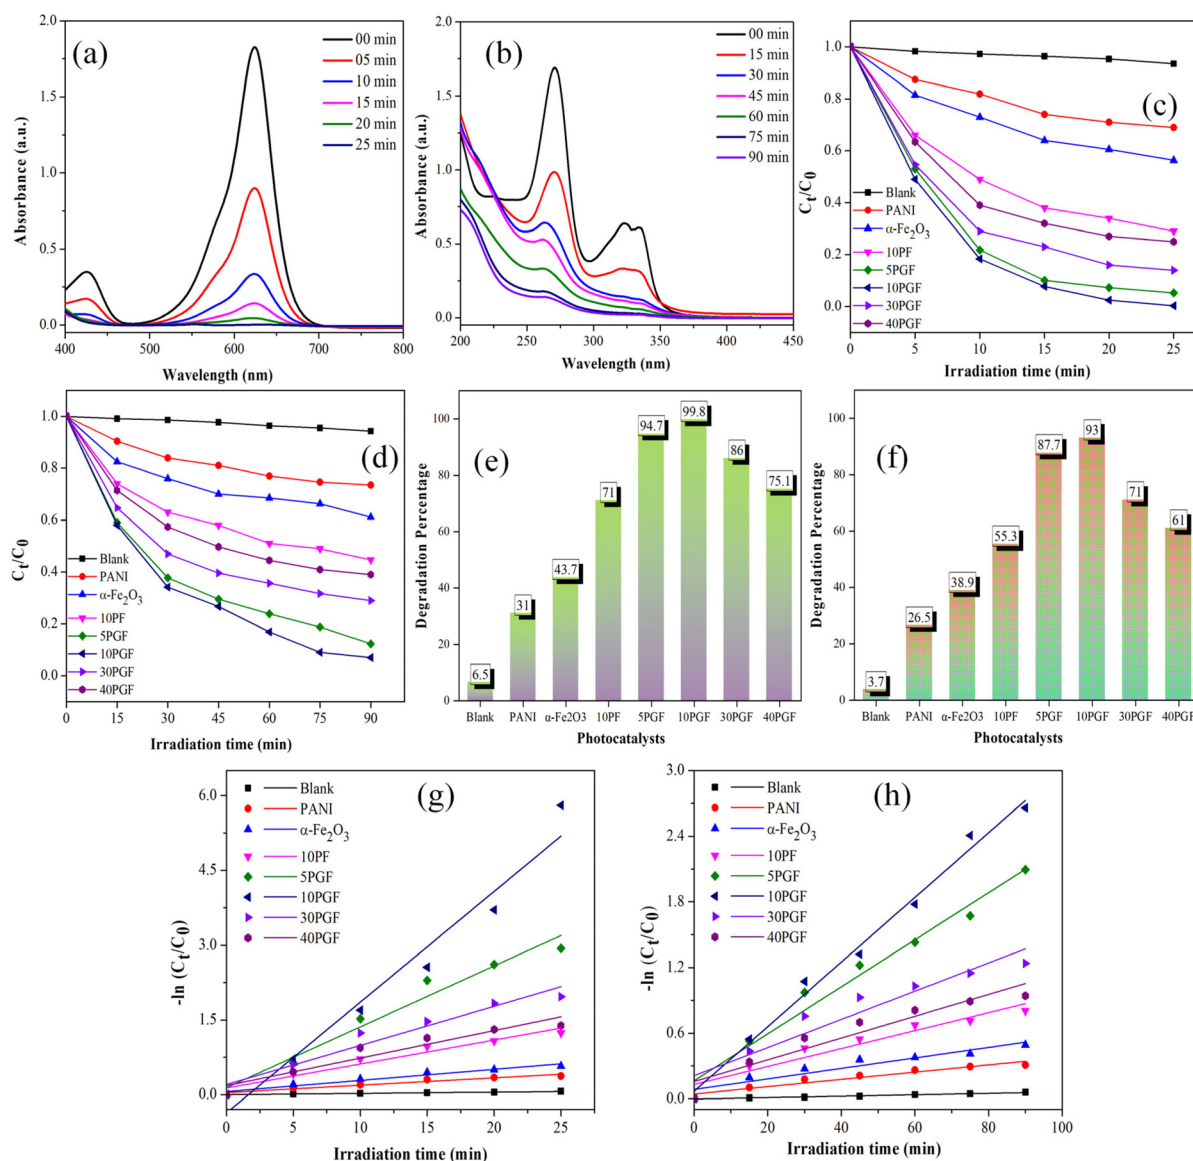 (a)
00 min
05 min
10 min
15 min
20 min
25 min
2.0
1.5
1.0
0.5
0.0
400 500 600 700 800
Absorbance (a.u.)
Wavelength (nm)
(b)
00 min
15 min
30 min
45 min
60 min
75 min
90 min
2.0
1.5
1.0
0.5
0.0
200 250 300 350 400 450
Absorbance (a.u.)
Wavelength (nm)
(c)
1.0
0.8
0.6
0.4
0.2
0.0
Blank
PANI
α-Fe2O3
10PF
5PGF
10PGF
30PGF
40PGF
0 5 10 15 20 25
Ct/C0
Irradiation time (min)
(d)
1.0
0.8
0.6
0.4
0.2
0.0
Blank
PANI
α-Fe2O3
10PF
5PGF
10PGF
30PGF
40PGF
0 15 30 45 60 75 90
Ct/C0
Irradiation time (min)
(e)
100
80
60
40
20
0
6.5
31
43.7
71
94.7
99.8
86
75.1
Blank PANI α-Fe2O3 10PF 5PGF 10PGF 30PGF 40PGF
Degradation Percentage
Photocatalysts
(f)
100
80
60
40
20
0
3.7
26.5
38.9
55.3
87.7
93
71
61
Blank PANI α-Fe2O3 10PF 5PGF 10PGF 30PGF 40PGF
Degradation Percentage
Photocatalysts
(g)
Blank
PANI
α-Fe2O3
10PF
5PGF
10PGF
30PGF
40PGF
6.0
4.5
3.0
1.5
0.0
0 5 10 15 20 25
-ln (Ct/C0)
Irradiation time (min)
(h)
Blank
PANI
α-Fe2O3
10PF
5PGF
10PGF
30PGF
40PGF
3.0
2.4
1.8
1.2
0.6
0.0
0 20 40 60 80 100
-ln (Ct/C0)
Irradiation time (min)